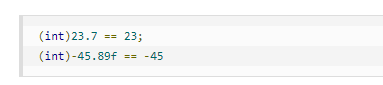 (int)23.7 == 23;
(int)-45.89f == -45